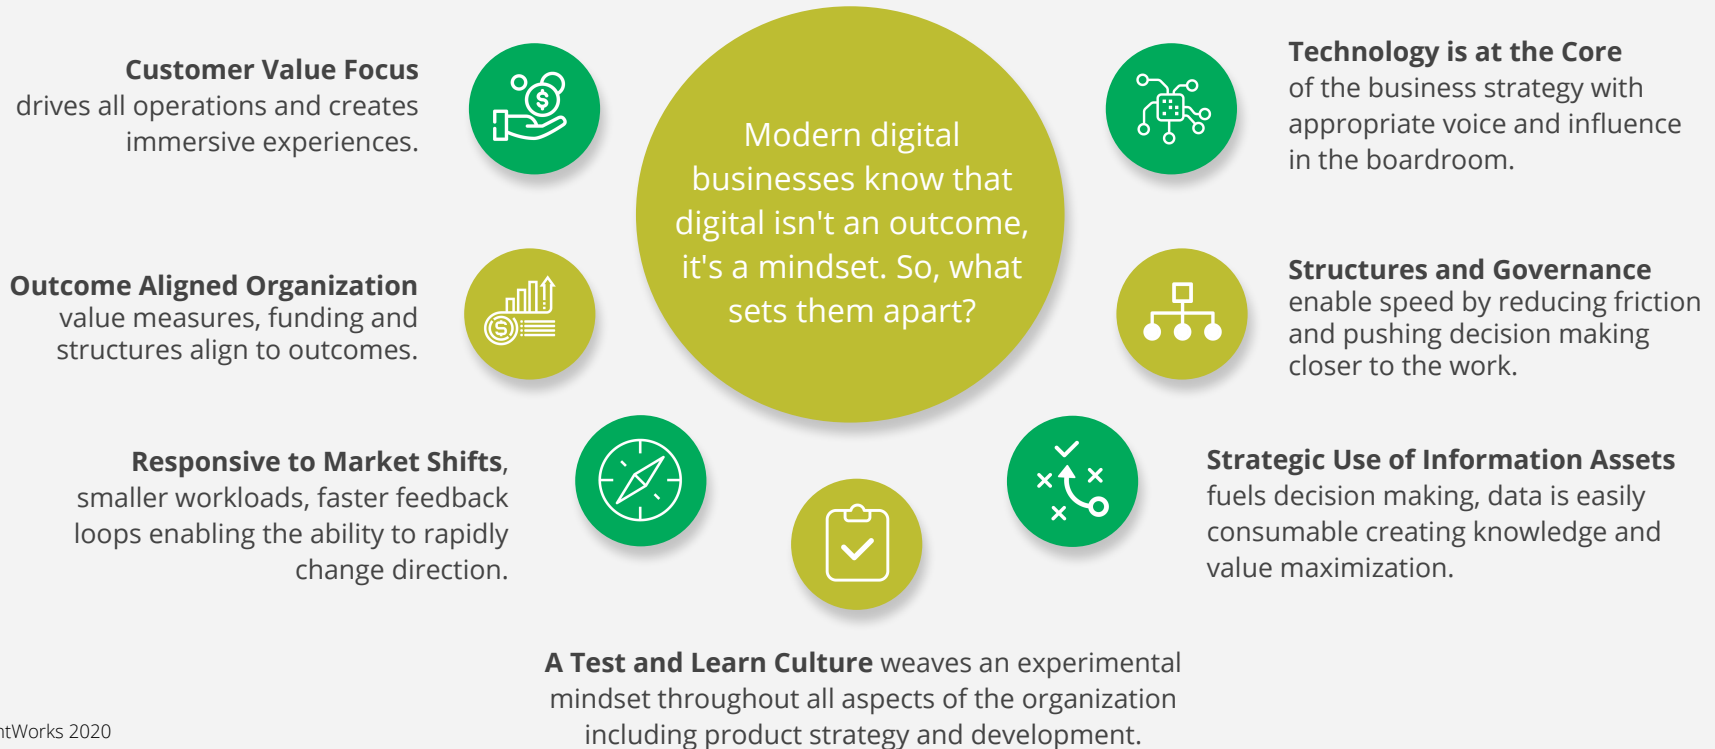 Customer Value Focus
drives all operations and creates
immersive experiences.
Outcome Aligned Organization
value measures, funding and
structures align to outcomes.
Responsive to Market Shifts,
smaller workloads, faster feedback
loops enabling the ability to rapidly
change direction.
Modern digital
businesses know that
digital isn't an outcome,
it's a mindset. So, what
sets them apart?
A Test and Learn Culture weaves an experimental
mindset throughout all aspects of the organization
including product strategy and development.
Technology is at the Core
of the business strategy with
appropriate voice and influence
in the boardroom.
Structures and Governance
enable speed by reducing friction
and pushing decision making
closer to the work.
Strategic Use of Information Assets
fuels decision making, data is easily
consumable creating knowledge and
value maximization.
2020